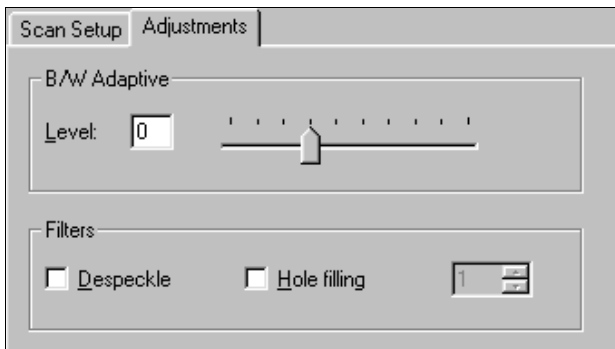 Scan Setup Adjustments
B/W Adaptive
Level: 0
Filters
Despeckle Hole filling 1